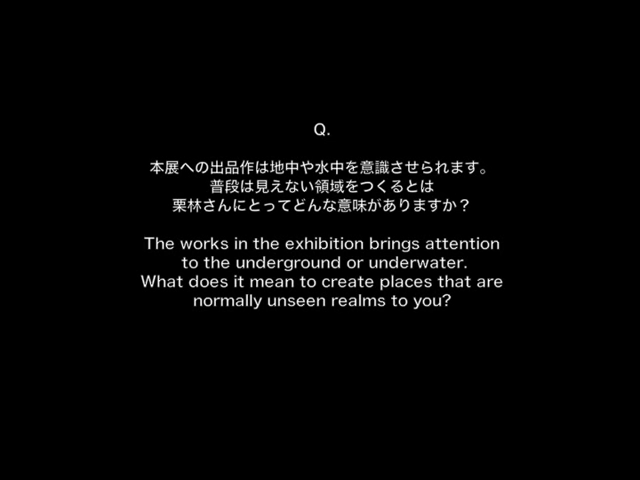 Q.
本展への出品作は地中や水中を意識させられます。
普段は見えない領域をつくるとは
栗林さんにとってどんな意味がありますか？
The works in the exhibition brings attention
to the underground or underwater.
What does it mean to create places that are
normally unseen realms to you?